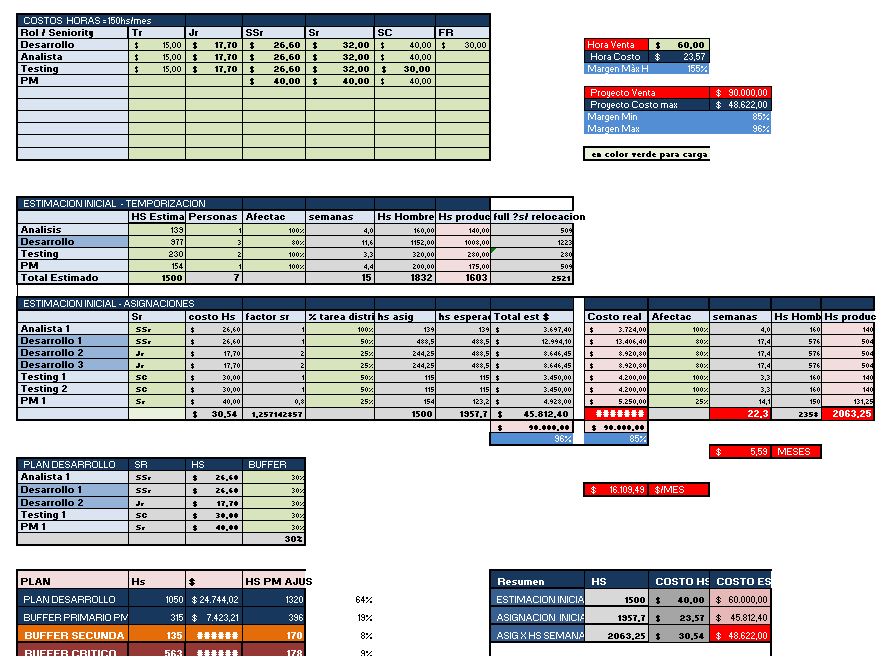 COSTOS HORAS =150hs/mes
Rol / Seniority Tr Jr SSr Sr SC FR
Desarrollo $ 15,00 $ 17,70 $ 26,60 $ 32,00 $ 40,00 $ 30,00
Analista $ 15,00 $ 17,70 $ 26,60 $ 32,00 $ 40,00
Testing $ 15,00 $ 17,70 $ 26,60 $ 32,00 $ 30,00
PM $ 40,00 $ 40,00 $ 40,00
Hora Venta $ 60,00
Hora Costo $ 23,57
Margen Máx H 155%
Proyecto Venta $ 90.000,00
Proyecto Costo max $ 48.622,00
Margen Min 85%
Margen Max 96%
en color verde para carga
ESTIMACION INICIAL - TEMPORIZACION
HS Estima Personas Afectac semanas Hs Hombre Hs produc full ?s/ relocacion
Analisis 139 1 100% 4,0 160,00 140,00 509
Desarrollo 977 3 80% 11,6 1152,00 1008,00 1223
Testing 230 2 100% 3,3 320,00 280,00 280
PM 154 1 100% 4,4 200,00 175,00 509
Total Estimado 1500 7 15 1832 1603 2521
ESTIMACION INICIAL - ASIGNACIONES
Sr costo Hs factor sr % tarea distri hs asig hs espera Total est $ Costo real Afectac semanas Hs Homb Hs produc
Analista 1 SSr $ 26,60 1 100% 139 139 $ 3.697,40 $ 3.724,00 100% 4,0 160 140
Desarrollo 1 SSr $ 26,60 1 50% 488,5 488,5 $ 12.994,10 $ 13.406,40 80% 17,4 576 504
Desarrollo 2 Jr $ 17,70 2 25% 244,25 488,5 $ 8.646,45 $ 8.920,80 80% 17,4 576 504
Desarrollo 3 Jr $ 17,70 2 25% 244,25 488,5 $ 8.646,45 $ 8.920,80 80% 17,4 576 504
Testing 1 SC $ 30,00 1 50% 115 115 $ 3.450,00 $ 4.200,00 100% 3,3 160 140
Testing 2 SC $ 30,00 1 50% 115 115 $ 3.450,00 $ 4.200,00 100% 3,3 160 140
PM 1 Sr $ 40,00 0,8 25% 154 123,2 $ 4.928,00 $ 5.250,00 25% 14,1 150 131,25
$ 30,54 1,257142857 1500 1957,7 $ 45.812,40 ####### 22,3 2358 2063,25
$ 90.000,00 $ 90.000,00
96% 85%
$ 5,59 MESES
PLAN DESARROLLO SR HS BUFFER
Analista 1 SSr $ 26,60 30%
Desarrollo 1 SSr $ 26,60 30%
Desarrollo 2 Jr $ 17,70 30%
Testing 1 SC $ 30,00 30%
PM 1 Sr $ 40,00 30%
30%
$ 16.109,49 $/MES
PLAN Hs $ HS PM AJUS
PLAN DESARROLLO 1050 $ 24.744,02 1320 64%
BUFFER PRIMARIO PM 315 $ 7.423,21 396 19%
BUFFER SECUNDA 135 ###### 170 8%
BUFFER CRITICO 563 ###### 178 9%
Resumen HS COSTO HS COSTO ES
ESTIMACION INICIA 1500 $ 40,00 $ 60.000,00
ASIGNACION INICIA 1957,7 $ 23,57 $ 45.812,40
ASIG X HS SEMANA 2063,25 $ 30,54 $ 48.622,00